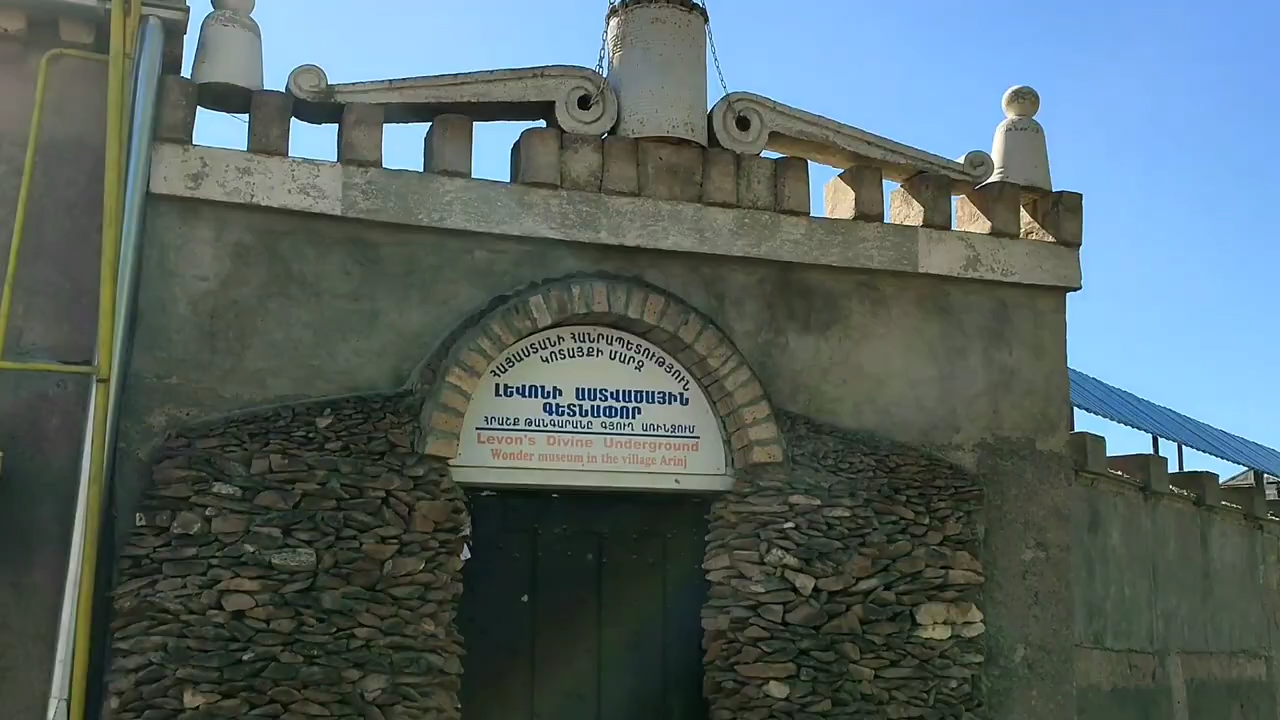 ՀԱՅԱՍՏԱՆԻ ՀԱՆՐԱՊԵՏՈՒԹՅՈՒՆ
ԿՈՏԱՅՔԻ ՄԱՐԶ
ԼԵՎՈՆԻ ԱՍՏՎԱԾԱՅԻՆ
ԳԵՏՆԱՓՈՐ
ՀՐԱՇՔ ԹԱՆԳԱՐԱՆԸ ԳՅՈՒՂ ԱՌԻՆՋՈՒՄ
Levon's Divine Underground
Wonder museum in the village Arinj